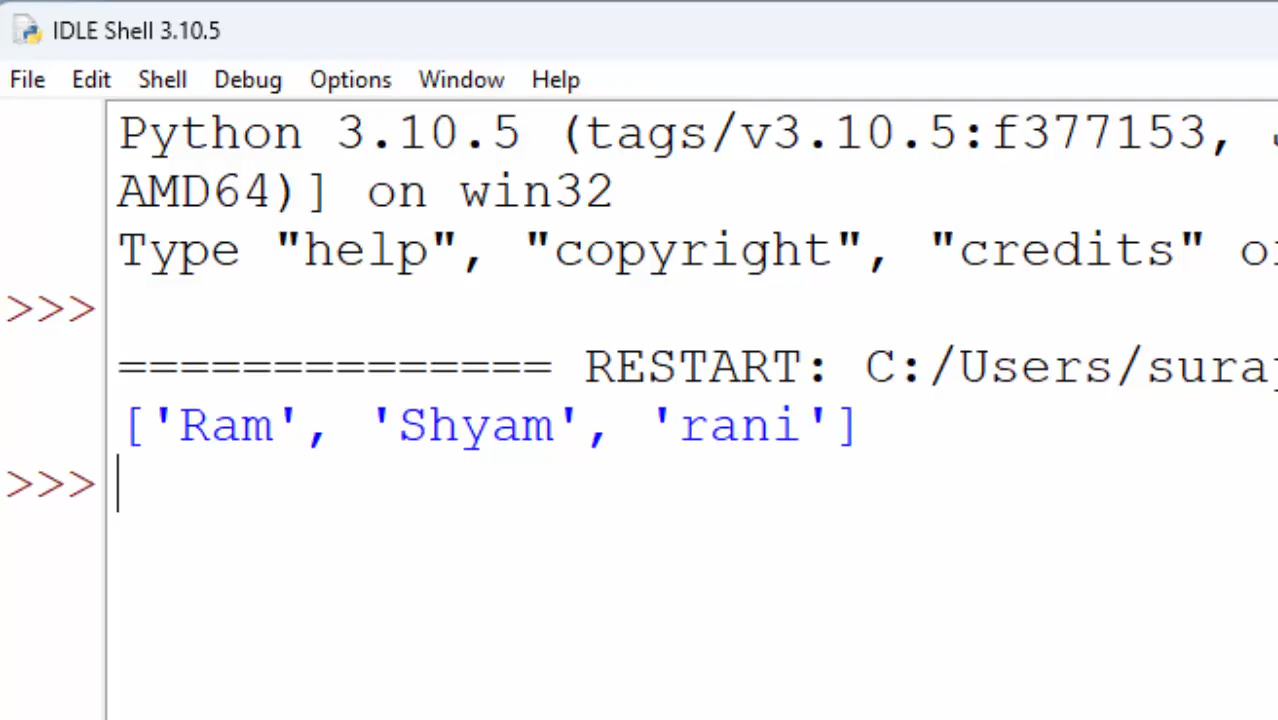 IDLE Shell 3.10.5
File Edit Shell Debug Options Window Help
Python 3.10.5 (tags/v3.10.5:f377153,
AMD64)] on win32
Type "help", "copyright", "credits"
>>>
============== RESTART: C:/Users/
['Ram', 'Shyam', 'rani']
>>>